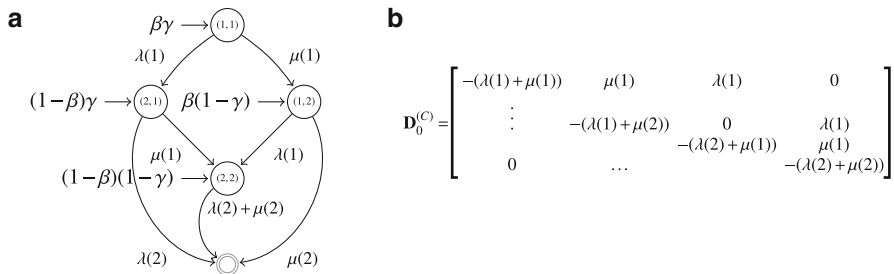 a
βγ
(1,1)
λ(1)
μ(1)
(1−β)γ
(2,1)
β(1−γ)
(1,2)
μ(1)
λ(1)
(1−β)(1−γ)
(2,2)
λ(2)+μ(2)
λ(2)
μ(2)
b
D₀⁽ᶜ⁾ =
−(λ(1)+μ(1)) μ(1) λ(1) 0
⋮ −(λ(1)+μ(2)) 0 λ(1)
−(λ(2)+μ(1)) μ(1)
0 … −(λ(2)+μ(2))